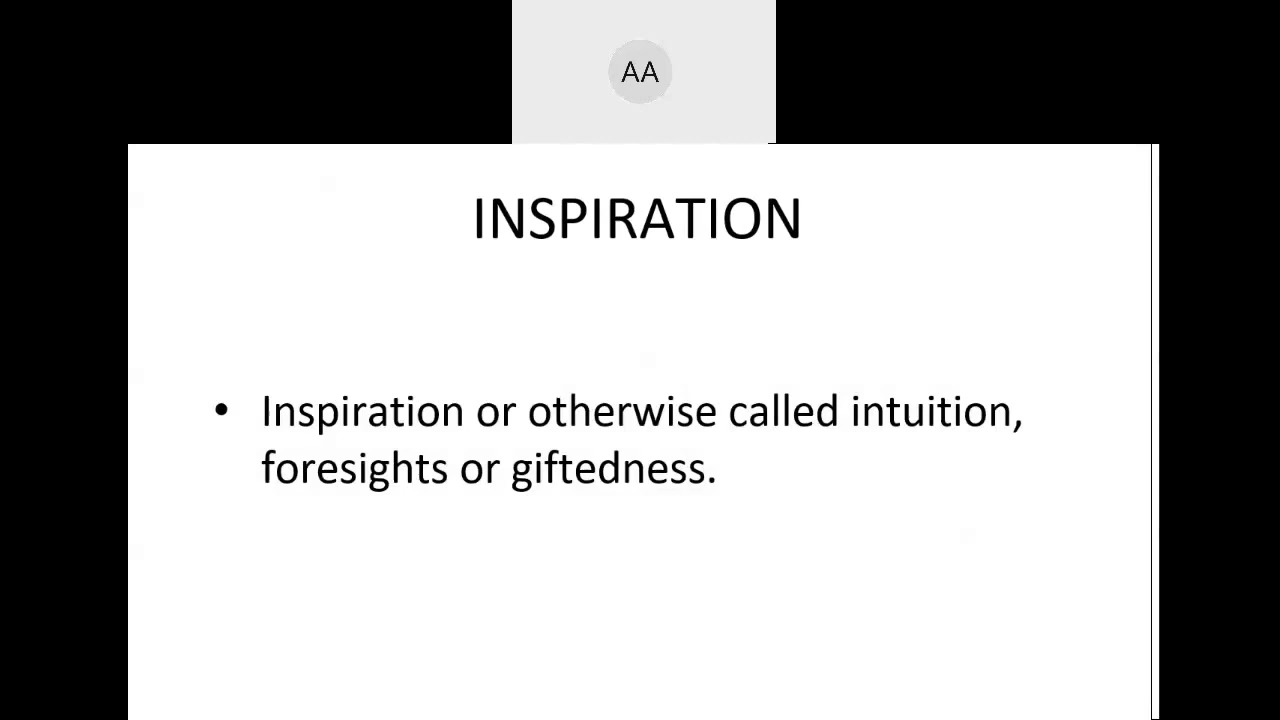 AA
INSPIRATION
• Inspiration or otherwise called intuition,
foresights or giftedness.